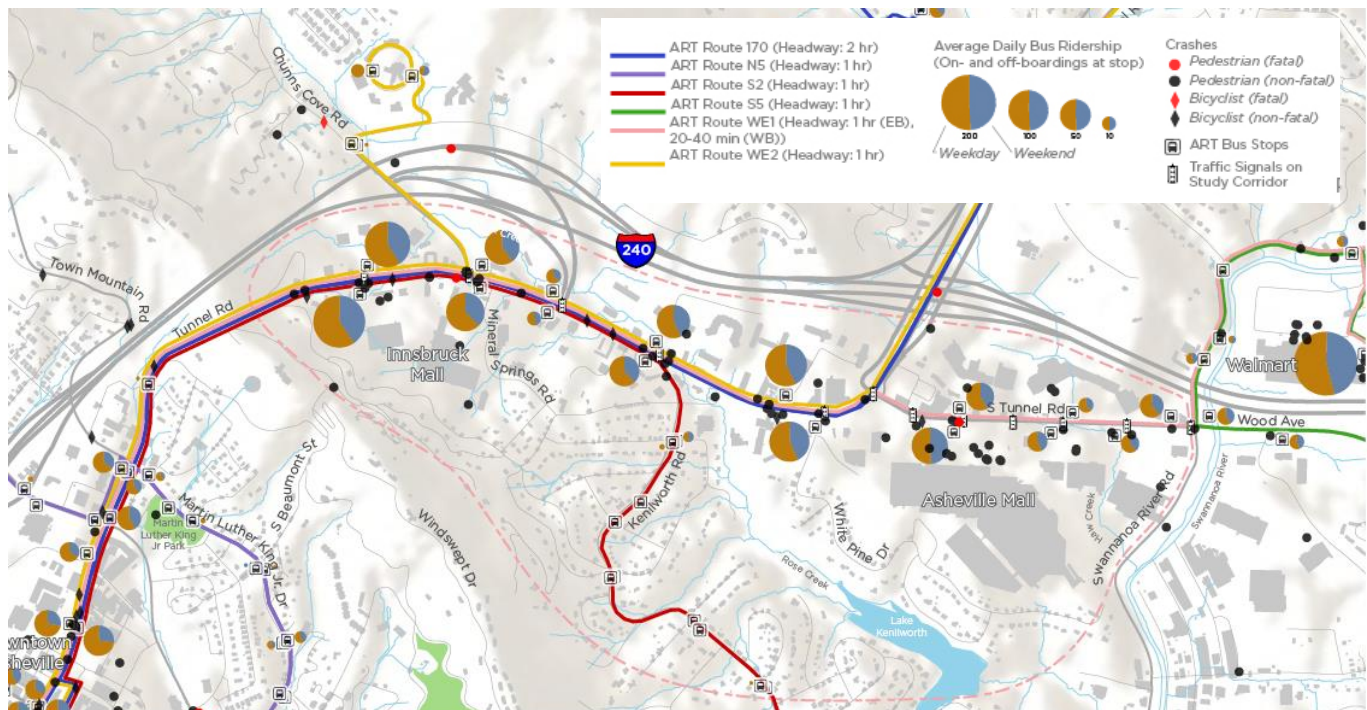 ART Route 170 (Headway: 2 hr)
ART Route N5 (Headway: 1 hr)
ART Route S2 (Headway: 1 hr)
ART Route S5 (Headway: 1 hr)
ART Route WE1 (Headway: 1 hr (EB),
20-40 min (WB))
ART Route WE2 (Headway: 1 hr)
Average Daily Bus Ridership
(On- and off-boardings at stop)
200
100
50
10
Weekday
Weekend
Crashes
Pedestrian (fatal)
Pedestrian (non-fatal)
Bicyclist (fatal)
Bicyclist (non-fatal)
ART Bus Stops
Traffic Signals on
Study Corridor
Chunns Cove Rd
240
Town Mountain
Rd
Tunnel Rd
Innsbruck
Mall
Mineral Springs Rd
Walmart
S Tunnel Rd
Wood Ave
Kenilworth Rd
Asheville Mall
Haw Creek
S Swannanoa River Rd
Swannanoa River
S Beaumont St
Martin Luther King Jr. Dr
Martin
Luther King
Jr Park
Windswept Dr
White Pine Dr
Rose Creek
Lake
Kenilworth
wntown
sheville